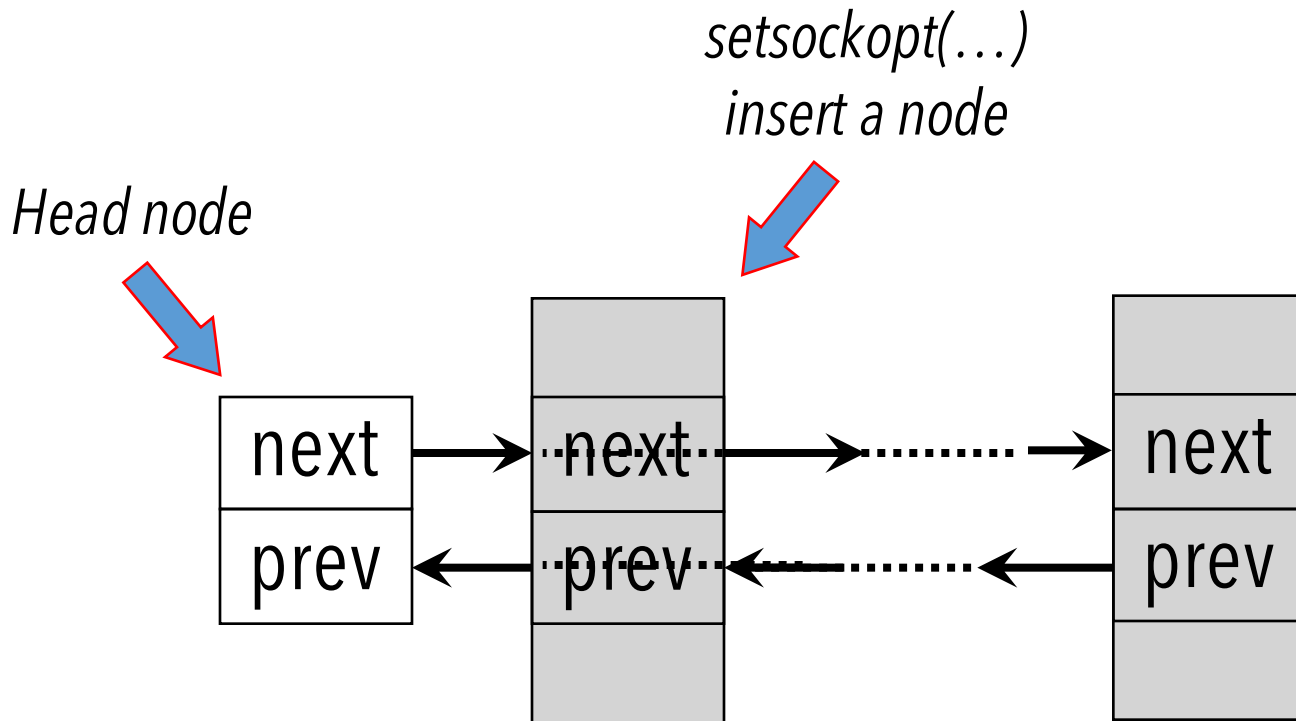 setsockopt(...)
insert a node
Head node
next
next
next
prev
prev
prev